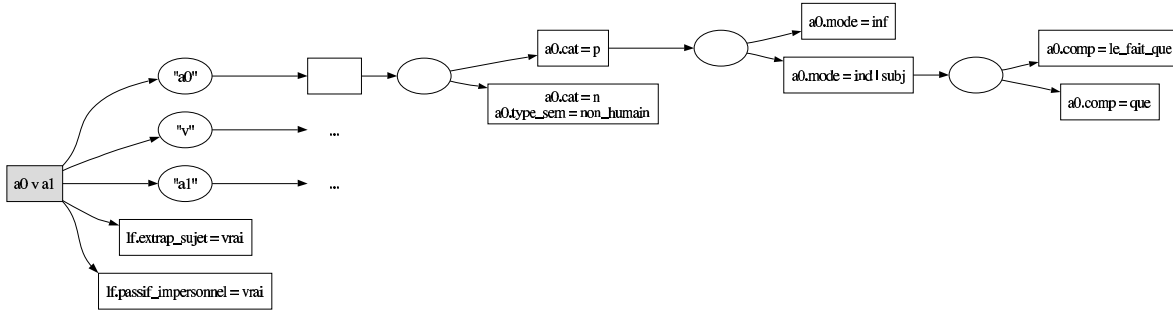 a0.mode = inf
a0.cat = p
a0.comp = le_fait_que
"a0"
a0.mode = ind | subj
a0.cat = n
a0.type_sem = non_humain
a0.comp = que
"v"
...
a0 v a1
"a1"
...
lf.extrap_sujet = vrai
lf.passif_impersonnel = vrai